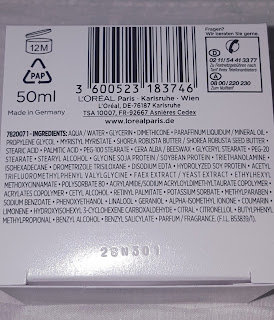 12M
PAP
50ml
Made in Germany
3 600523 183746
L'ORÉAL Paris · Karlsruhe · Wien
L'Oréal, DE-76187 Karlsruhe
TSA 10007, FR-92667 Asnières Cedex
www.lorealparis.de
Fragen?
Wir beraten Sie gerne.
D
02 11/54 41 33 77
A
0800/220 230
782007 1 - INGREDIENTS: AQUA / WATER • GLYCERIN • DIMETHICONE • PARAFFINUM LIQUIDUM / MINERAL OIL •
PROPYLENE GLYCOL • MYRISTYL MYRISTATE • SHOREA ROBUSTA BUTTER / SHOREA ROBUSTA SEED BUTTER •
STEARIC ACID • PALMITIC ACID • PEG-100 STEARATE • CERA ALBA / BEESWAX • GLYCERYL STEARATE • PEG-20
STEARATE • STEARYL ALCOHOL • GLYCINE SOJA PROTEIN / SOYBEAN PROTEIN • TRIETHANOLAMINE
• ISOHEXADECANE • DIMORPHOLINO • SODIUM HYDROXIDE • DISODIUM EDTA • HYDROLYZED SOY PROTEIN • ACETYL
TRIFLUOROMETHYLPHENYL VALYLGLYCINE • FAEX EXTRACT / YEAST EXTRACT • ETHYLHEXYL
METHOXYCINNAMATE • POLYSORBATE 80 • ACRYLAMIDE/SODIUM ACRYLOYLDIMETHYLTAURATE COPOLYMER •
ACRYLATES COPOLYMER • CETYL ALCOHOL • RETINYL PALMITATE • POTASSIUM SORBATE • METHYLPARABEN •
SODIUM BENZOATE • PHENOXYETHANOL • LINALOOL • GERANIOL • ALPHA-ISOMETHYL IONONE • COUMARIN •
LIMONENE • HYDROXYISOHEXYL 3-CYCLOHEXENE CARBOXALDEHYDE • CITRAL • CITRONELLOL • BUTYLPHENYL
METHYLPROPIONAL • BENZYL ALCOHOL • BENZYL SALICYLATE • PARFUM / FRAGRANCE